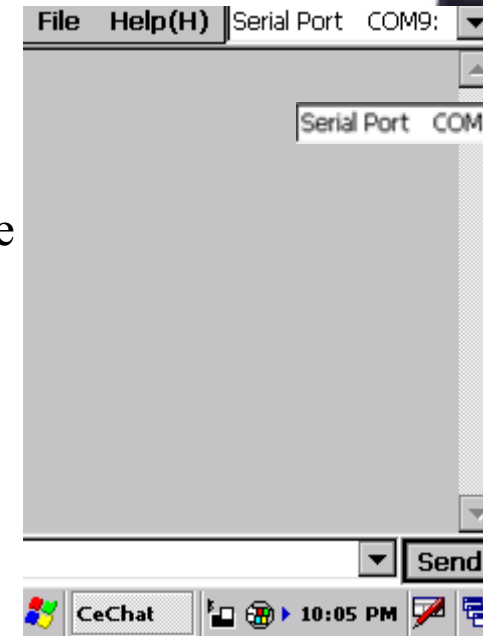 File Help(H) Serial Port COM9:
Serial Port COM
e
Send
CeChat 10:05 PM